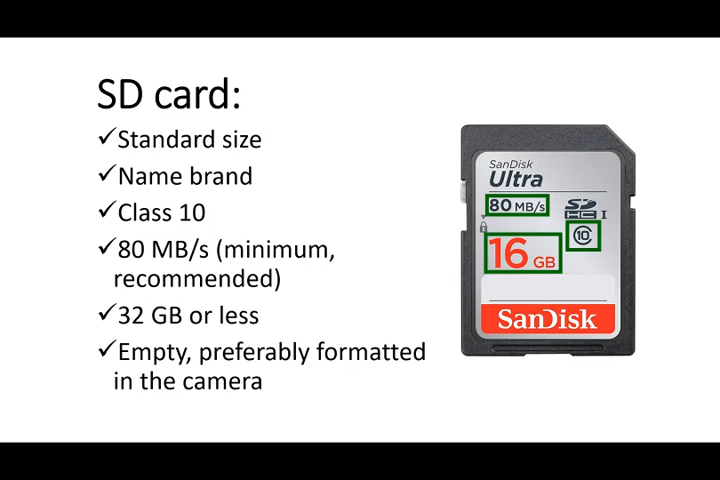 SD card:
✓Standard size
✓Name brand
✓Class 10
✓80 MB/s (minimum,
recommended)
✓32 GB or less
✓Empty, preferably formatted
in the camera
SanDisk
Ultra
80 MB/s
SD
HC I
10
16 GB
SanDisk